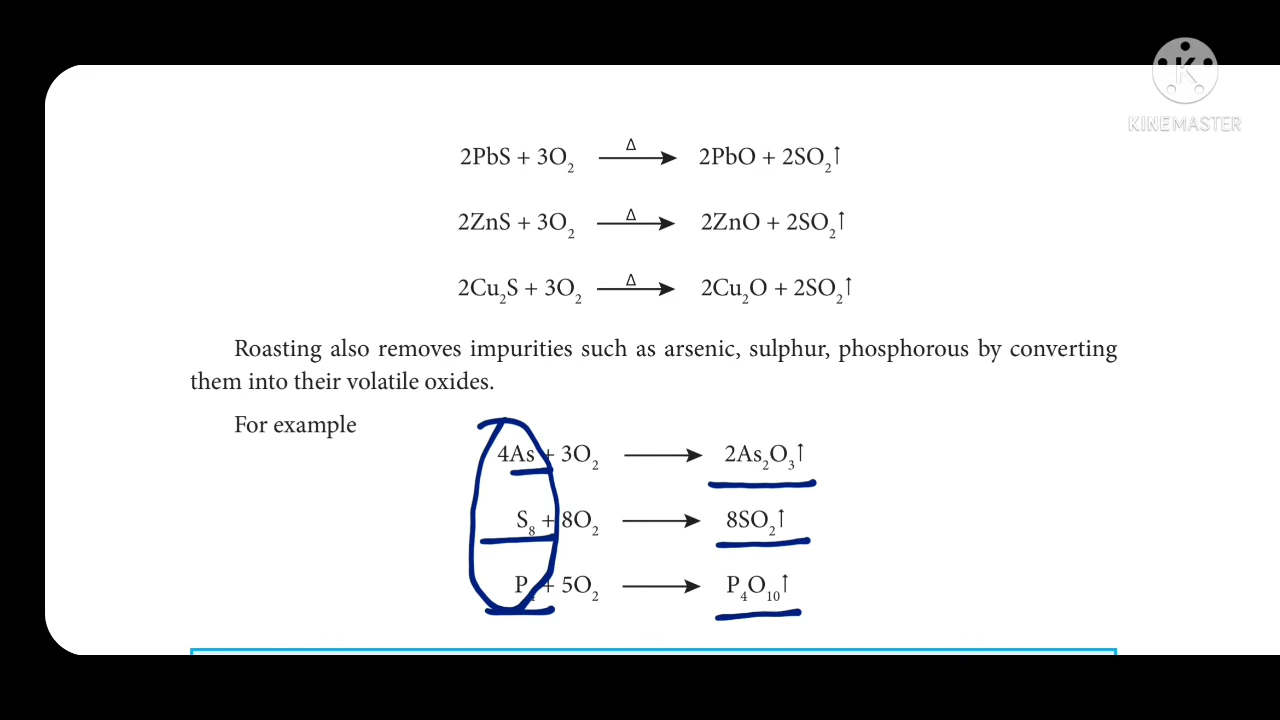 KINEMASTER
2PbS + 3O₂ —Δ→ 2PbO + 2SO₂↑
2ZnS + 3O₂ —Δ→ 2ZnO + 2SO₂↑
2Cu₂S + 3O₂ —Δ→ 2Cu₂O + 2SO₂↑
Roasting also removes impurities such as arsenic, sulphur, phosphorous by converting
them into their volatile oxides.
For example
4As + 3O₂ → 2As₂O₃↑
S₈ + 8O₂ → 8SO₂↑
P₄ + 5O₂ → P₄O₁₀↑